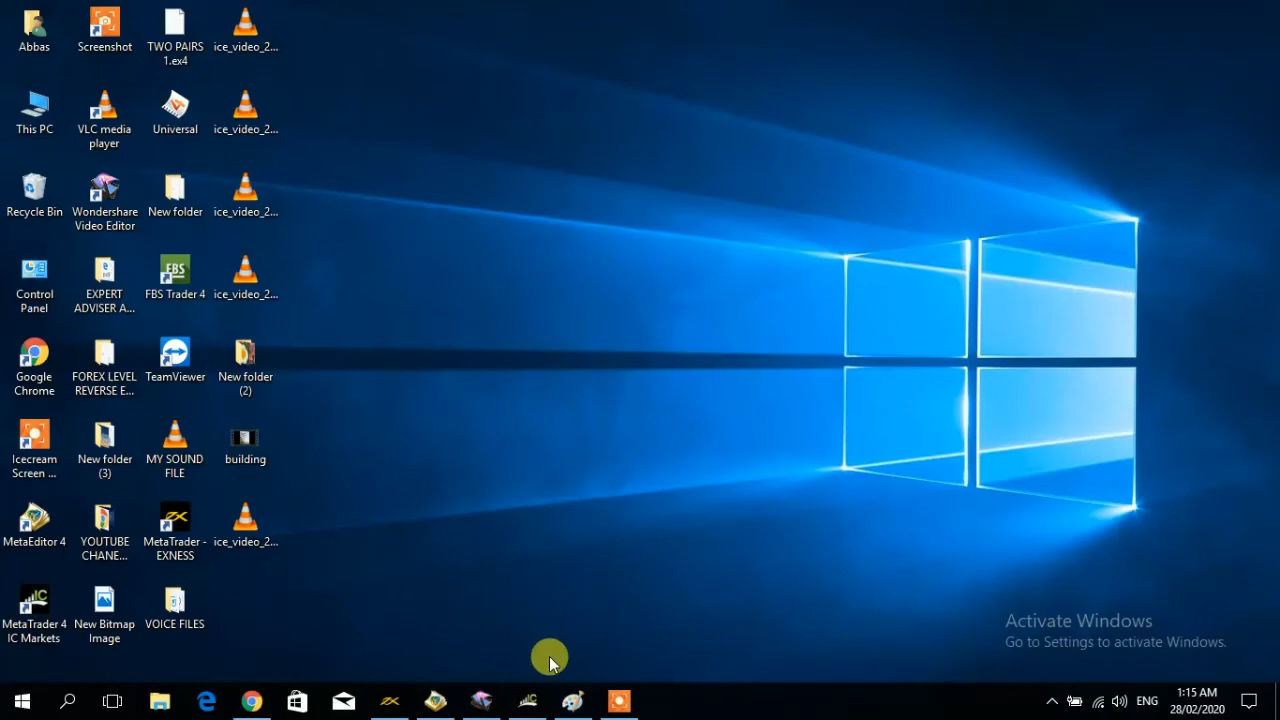 Abbas
Screenshot
TWO PAIRS
1.ex4
ice_video_2...
This PC
VLC media
player
Universal
ice_video_2...
Recycle Bin
Wondershare
Video Editor
New folder
ice_video_2...
Control
Panel
EXPERT
ADVISER A...
FBS
FBS Trader 4
ice_video_2...
Google
Chrome
FOREX LEVEL
REVERSE E...
TeamViewer
New folder
(2)
Icecream
Screen ...
New folder
(3)
MY SOUND
FILE
building
MetaEditor 4
YOUTUBE
CHANE...
MetaTrader -
EXNESS
ice_video_2...
IC
MetaTrader 4
IC Markets
New Bitmap
Image
VOICE FILES
Activate Windows
Go to Settings to activate Windows.
ENG
1:15 AM
28/02/2020